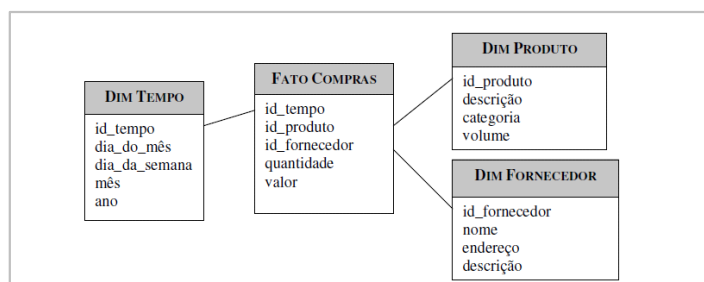 DIM TEMPO
id_tempo
dia_do_mês
dia_da_semana
mês
ano
FATO COMPRAS
id_tempo
id_produto
id_fornecedor
quantidade
valor
DIM PRODUTO
id_produto
descrição
categoria
volume
DIM FORNECEDOR
id_fornecedor
nome
endereço
descrição